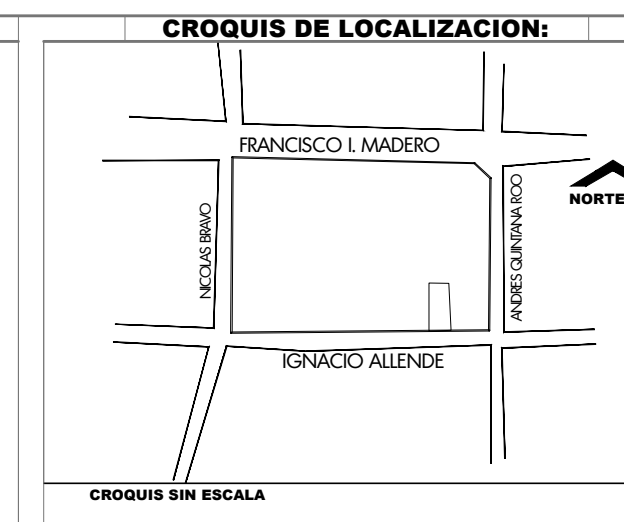 CROQUIS DE LOCALIZACION:
FRANCISCO I. MADERO
NORTE
NICOLAS BRAVO
ANDRES QUINTANA ROO
IGNACIO ALLENDE
CROQUIS SIN ESCALA